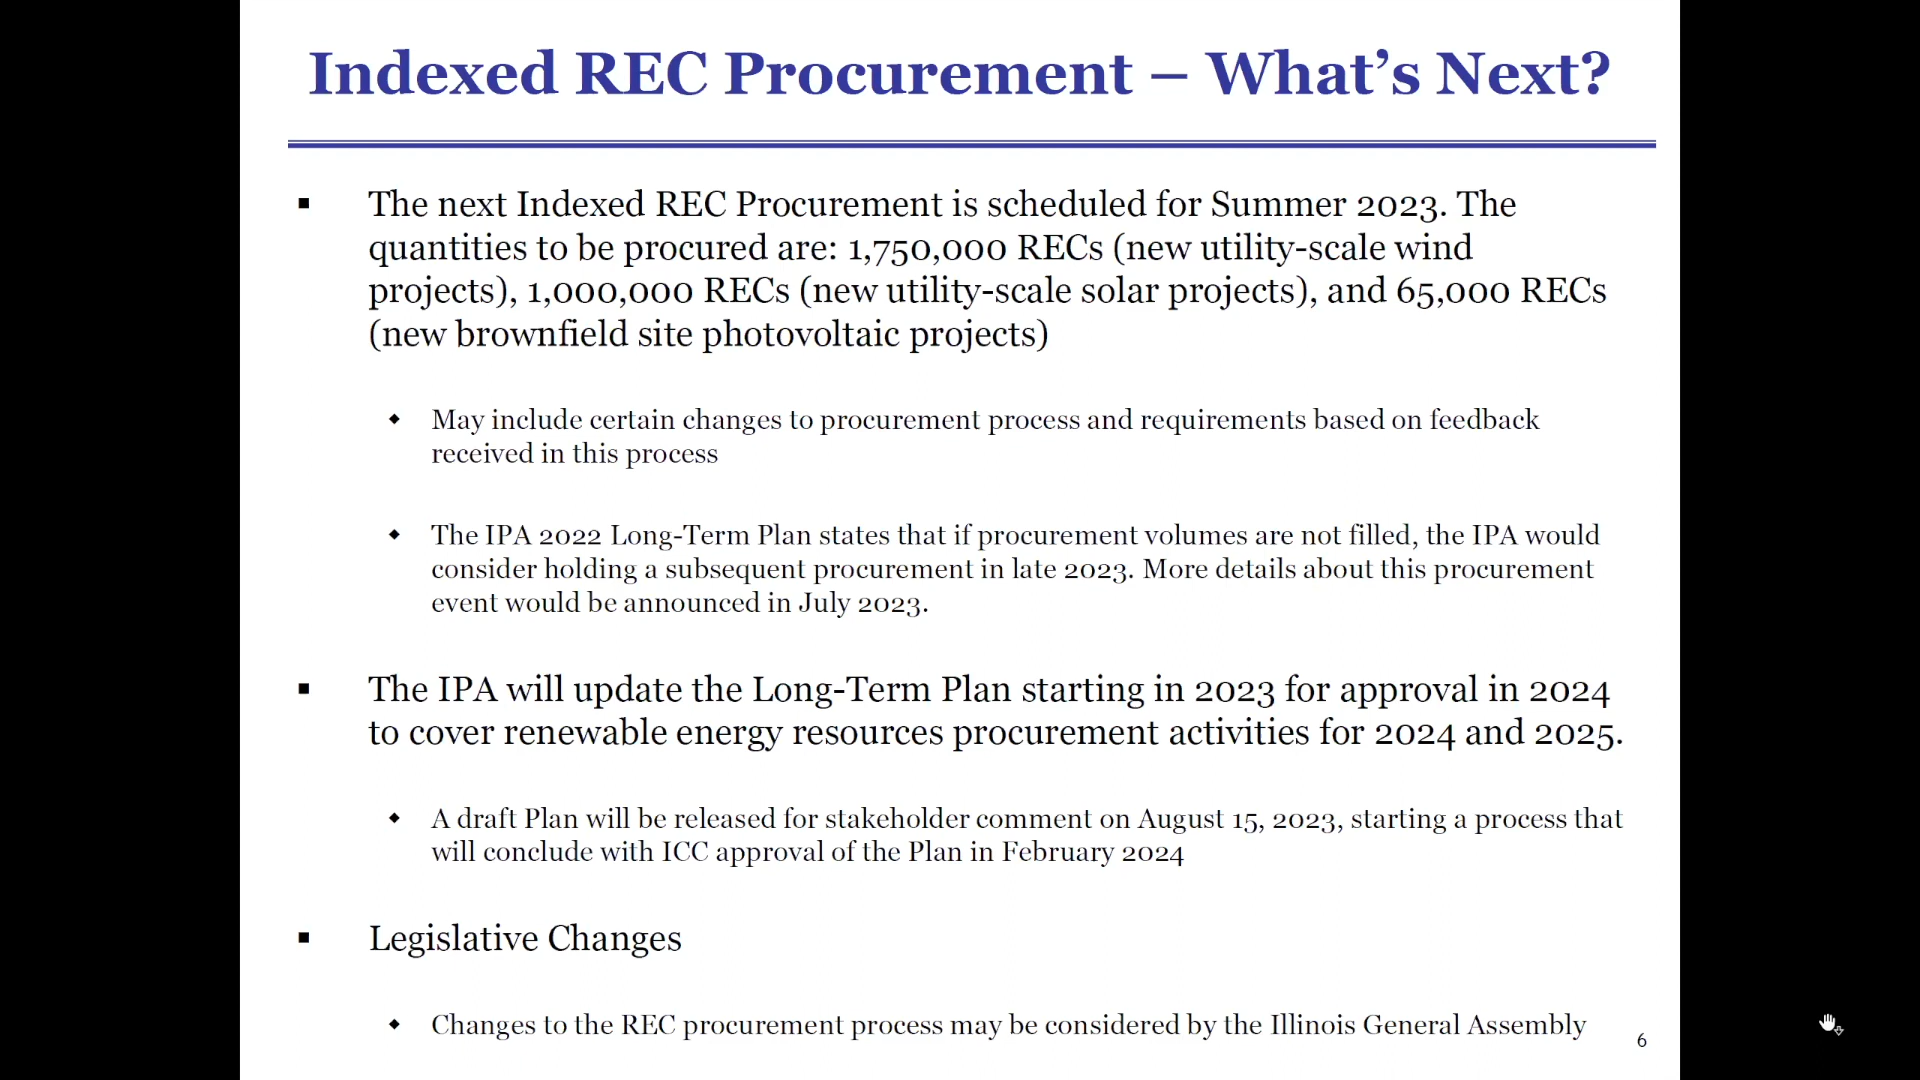 Indexed REC Procurement – What’s Next?
The next Indexed REC Procurement is scheduled for Summer 2023. The
quantities to be procured are: 1,750,000 RECs (new utility-scale wind
projects), 1,000,000 RECs (new utility-scale solar projects), and 65,000 RECs
(new brownfield site photovoltaic projects)
May include certain changes to procurement process and requirements based on feedback
received in this process
The IPA 2022 Long-Term Plan states that if procurement volumes are not filled, the IPA would
consider holding a subsequent procurement in late 2023. More details about this procurement
event would be announced in July 2023.
The IPA will update the Long-Term Plan starting in 2023 for approval in 2024
to cover renewable energy resources procurement activities for 2024 and 2025.
A draft Plan will be released for stakeholder comment on August 15, 2023, starting a process that
will conclude with ICC approval of the Plan in February 2024
Legislative Changes
Changes to the REC procurement process may be considered by the Illinois General Assembly
6